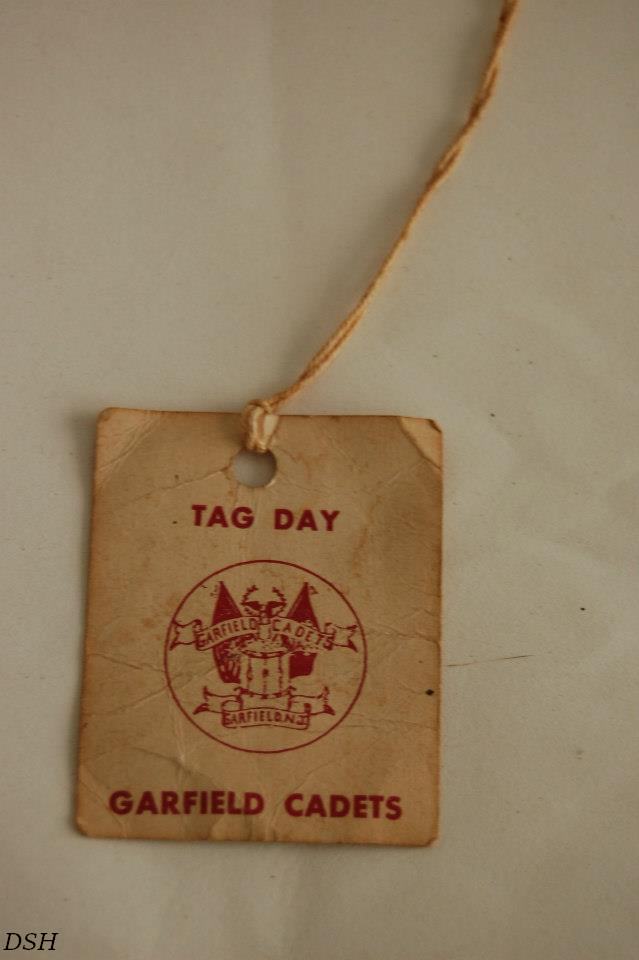 TAG DAY
GARFIELD CADETS
GARFIELD.N.J.
GARFIELD CADETS
DSH